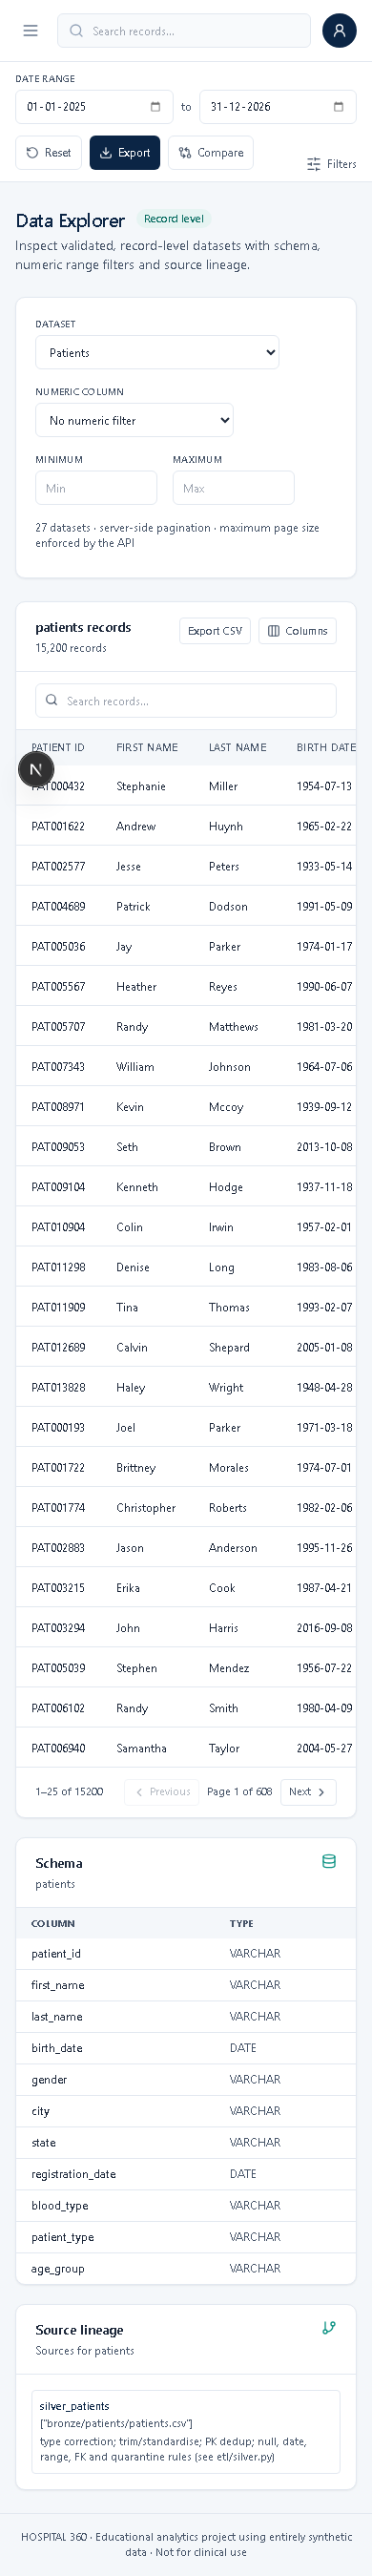 Search records...
DATE RANGE
01-01-2025 to 31-12-2026
Reset Export Compare Filters
Data Explorer Record level
Inspect validated, record-level datasets with schema,
numeric range filters and source lineage.
DATASET
Patients
NUMERIC COLUMN
No numeric filter
MINIMUM MAXIMUM
Min Max
27 datasets · server-side pagination · maximum page size
enforced by the API
patients records Export CSV Columns
15,200 records
Search records...
PATIENT ID FIRST NAME LAST NAME BIRTH DATE
PAT000432 Stephanie Miller 1954-07-13
PAT001622 Andrew Huynh 1965-02-22
PAT002577 Jesse Peters 1933-05-14
PAT004689 Patrick Dodson 1991-05-09
PAT005036 Jay Parker 1974-01-17
PAT005567 Heather Reyes 1990-06-07
PAT005707 Randy Matthews 1981-03-20
PAT007343 William Johnson 1964-07-06
PAT008971 Kevin Mccoy 1939-09-12
PAT009053 Seth Brown 2013-10-08
PAT009104 Kenneth Hodge 1937-11-18
PAT010904 Colin Irwin 1957-02-01
PAT011298 Denise Long 1983-08-06
PAT011909 Tina Thomas 1993-02-07
PAT012689 Calvin Shepard 2005-01-08
PAT013828 Haley Wright 1948-04-28
PAT000193 Joel Parker 1971-03-18
PAT001722 Brittney Morales 1974-07-01
PAT001774 Christopher Roberts 1982-02-06
PAT002883 Jason Anderson 1995-11-26
PAT003215 Erika Cook 1987-04-21
PAT003294 John Harris 2016-09-08
PAT005039 Stephen Mendez 1956-07-22
PAT006102 Randy Smith 1980-04-09
PAT006940 Samantha Taylor 2004-05-27
1–25 of 15200 Previous Page 1 of 608 Next
Schema
patients
COLUMN TYPE
patient_id VARCHAR
first_name VARCHAR
last_name VARCHAR
birth_date DATE
gender VARCHAR
city VARCHAR
state VARCHAR
registration_date DATE
blood_type VARCHAR
patient_type VARCHAR
age_group VARCHAR
Source lineage
Sources for patients
silver_patients
["bronze/patients/patients.csv"]
type correction; trim/standardise; PK dedup; null, date,
range, FK and quarantine rules (see etl/silver.py)
HOSPITAL 360 · Educational analytics project using entirely synthetic
data · Not for clinical use